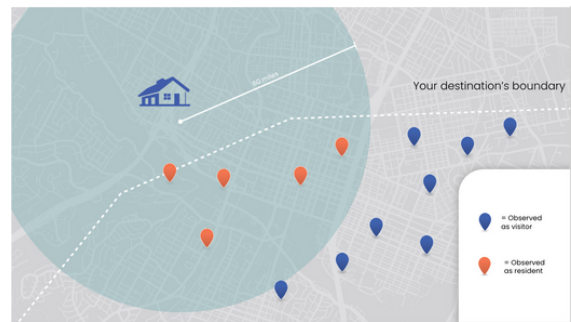 60 miles
Your destination's boundary
= Observed
as visitor
= Observed
as resident